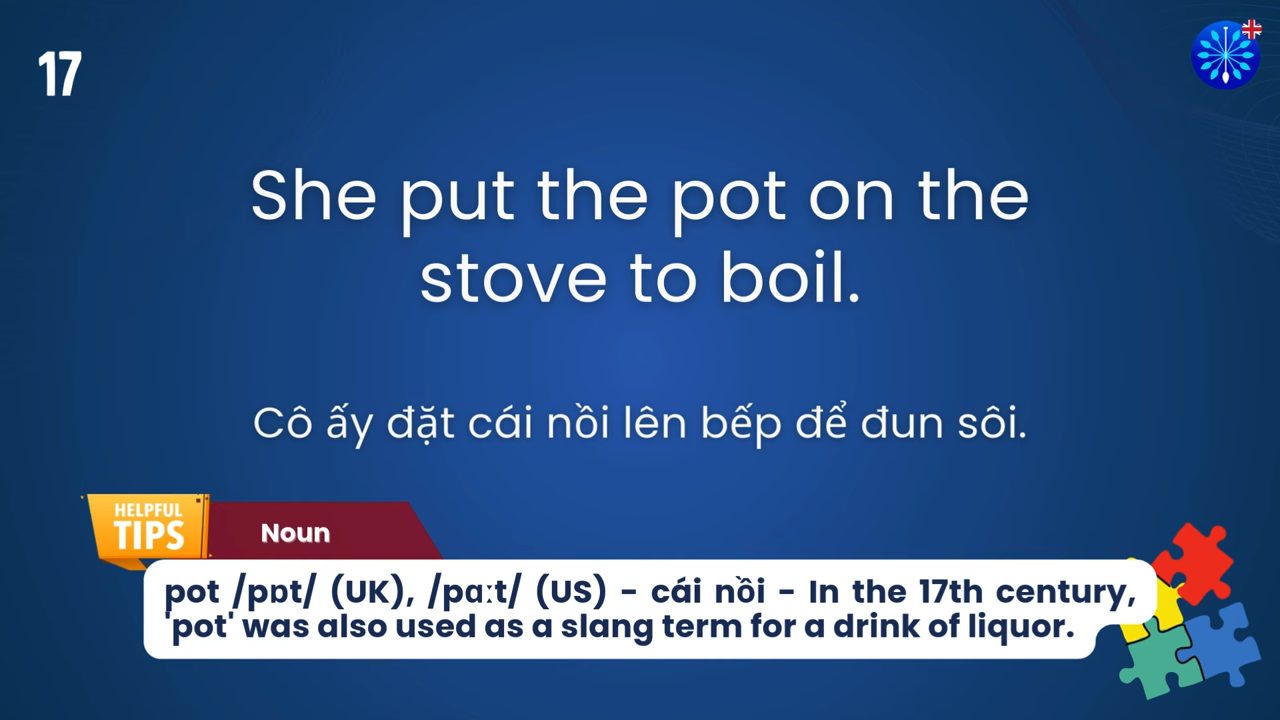 17
She put the pot on the
stove to boil.
Cô ấy đặt cái nồi lên bếp để đun sôi.
HELPFUL
TIPS
Noun
pot /pɒt/ (UK), /pɑːt/ (US) - cái nồi - In the 17th century,
'pot' was also used as a slang term for a drink of liquor.